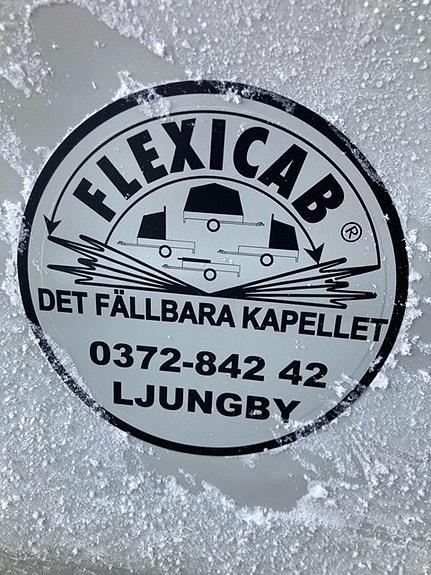 FLEXICAB ®
DET FÄLLBARA KAPELLET
0372-842 42
LJUNGBY